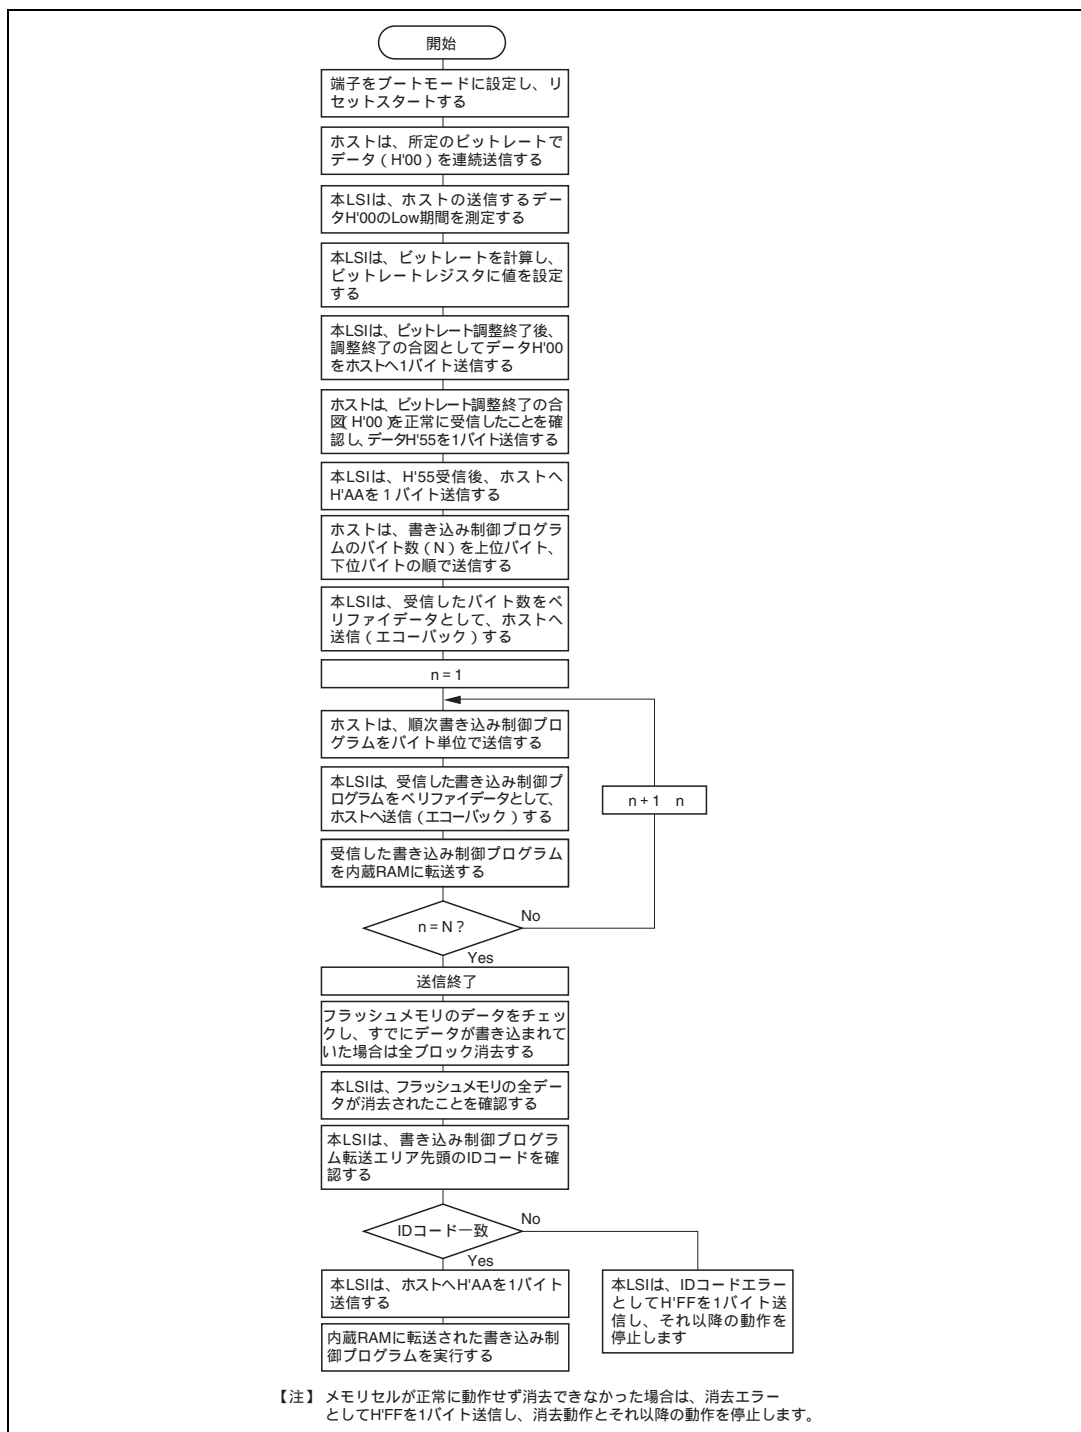 開始
端子をブートモードに設定し、リ
セットスタートする
ホストは、所定のビットレートで
データ（H'00）を連続送信する
本LSIは、ホストの送信するデー
タH'00のLow期間を測定する
本LSIは、ビットレートを計算し、
ビットレートレジスタに値を設定
する
本LSIは、ビットレート調整終了後、
調整終了の合図としてデータH'00
をホストへ1バイト送信する
ホストは、ビットレート調整終了の合
図（H'00）を正常に受信したことを確
認し、データH'55を1バイト送信する
本LSIは、H'55受信後、ホストへ
H'AAを１バイト送信する
ホストは、書き込み制御プログラ
ムのバイト数（N）を上位バイト、
下位バイトの順で送信する
本LSIは、受信したバイト数をベ
リファイデータとして、ホストへ
送信（エコーバック）する
n = 1
ホストは、順次書き込み制御プロ
グラムをバイト単位で送信する
本LSIは、受信した書き込み制御プ
ログラムをベリファイデータとして、
ホストへ送信（エコーバック）する
n + 1 n
受信した書き込み制御プログラム
を内蔵RAMに転送する
n = N？
No
Yes
送信終了
フラッシュメモリのデータをチェッ
クし、すでにデータが書き込まれて
いた場合は全ブロック消去する
本LSIは、フラッシュメモリの全デー
タが消去されたことを確認する
本LSIは、書き込み制御プログラ
ム転送エリア先頭のIDコードを確
認する
IDコード一致
No
Yes
本LSIは、ホストへH'AAを1バイト
送信する
内蔵RAMに転送された書き込み制
御プログラムを実行する
本LSIは、IDコードエラー
としてH'FFを1バイト送
信し、それ以降の動作を
停止します
【注】 メモリセルが正常に動作せず消去できなかった場合は、消去エラー
としてH'FFを1バイト送信し、消去動作とそれ以降の動作を停止します。